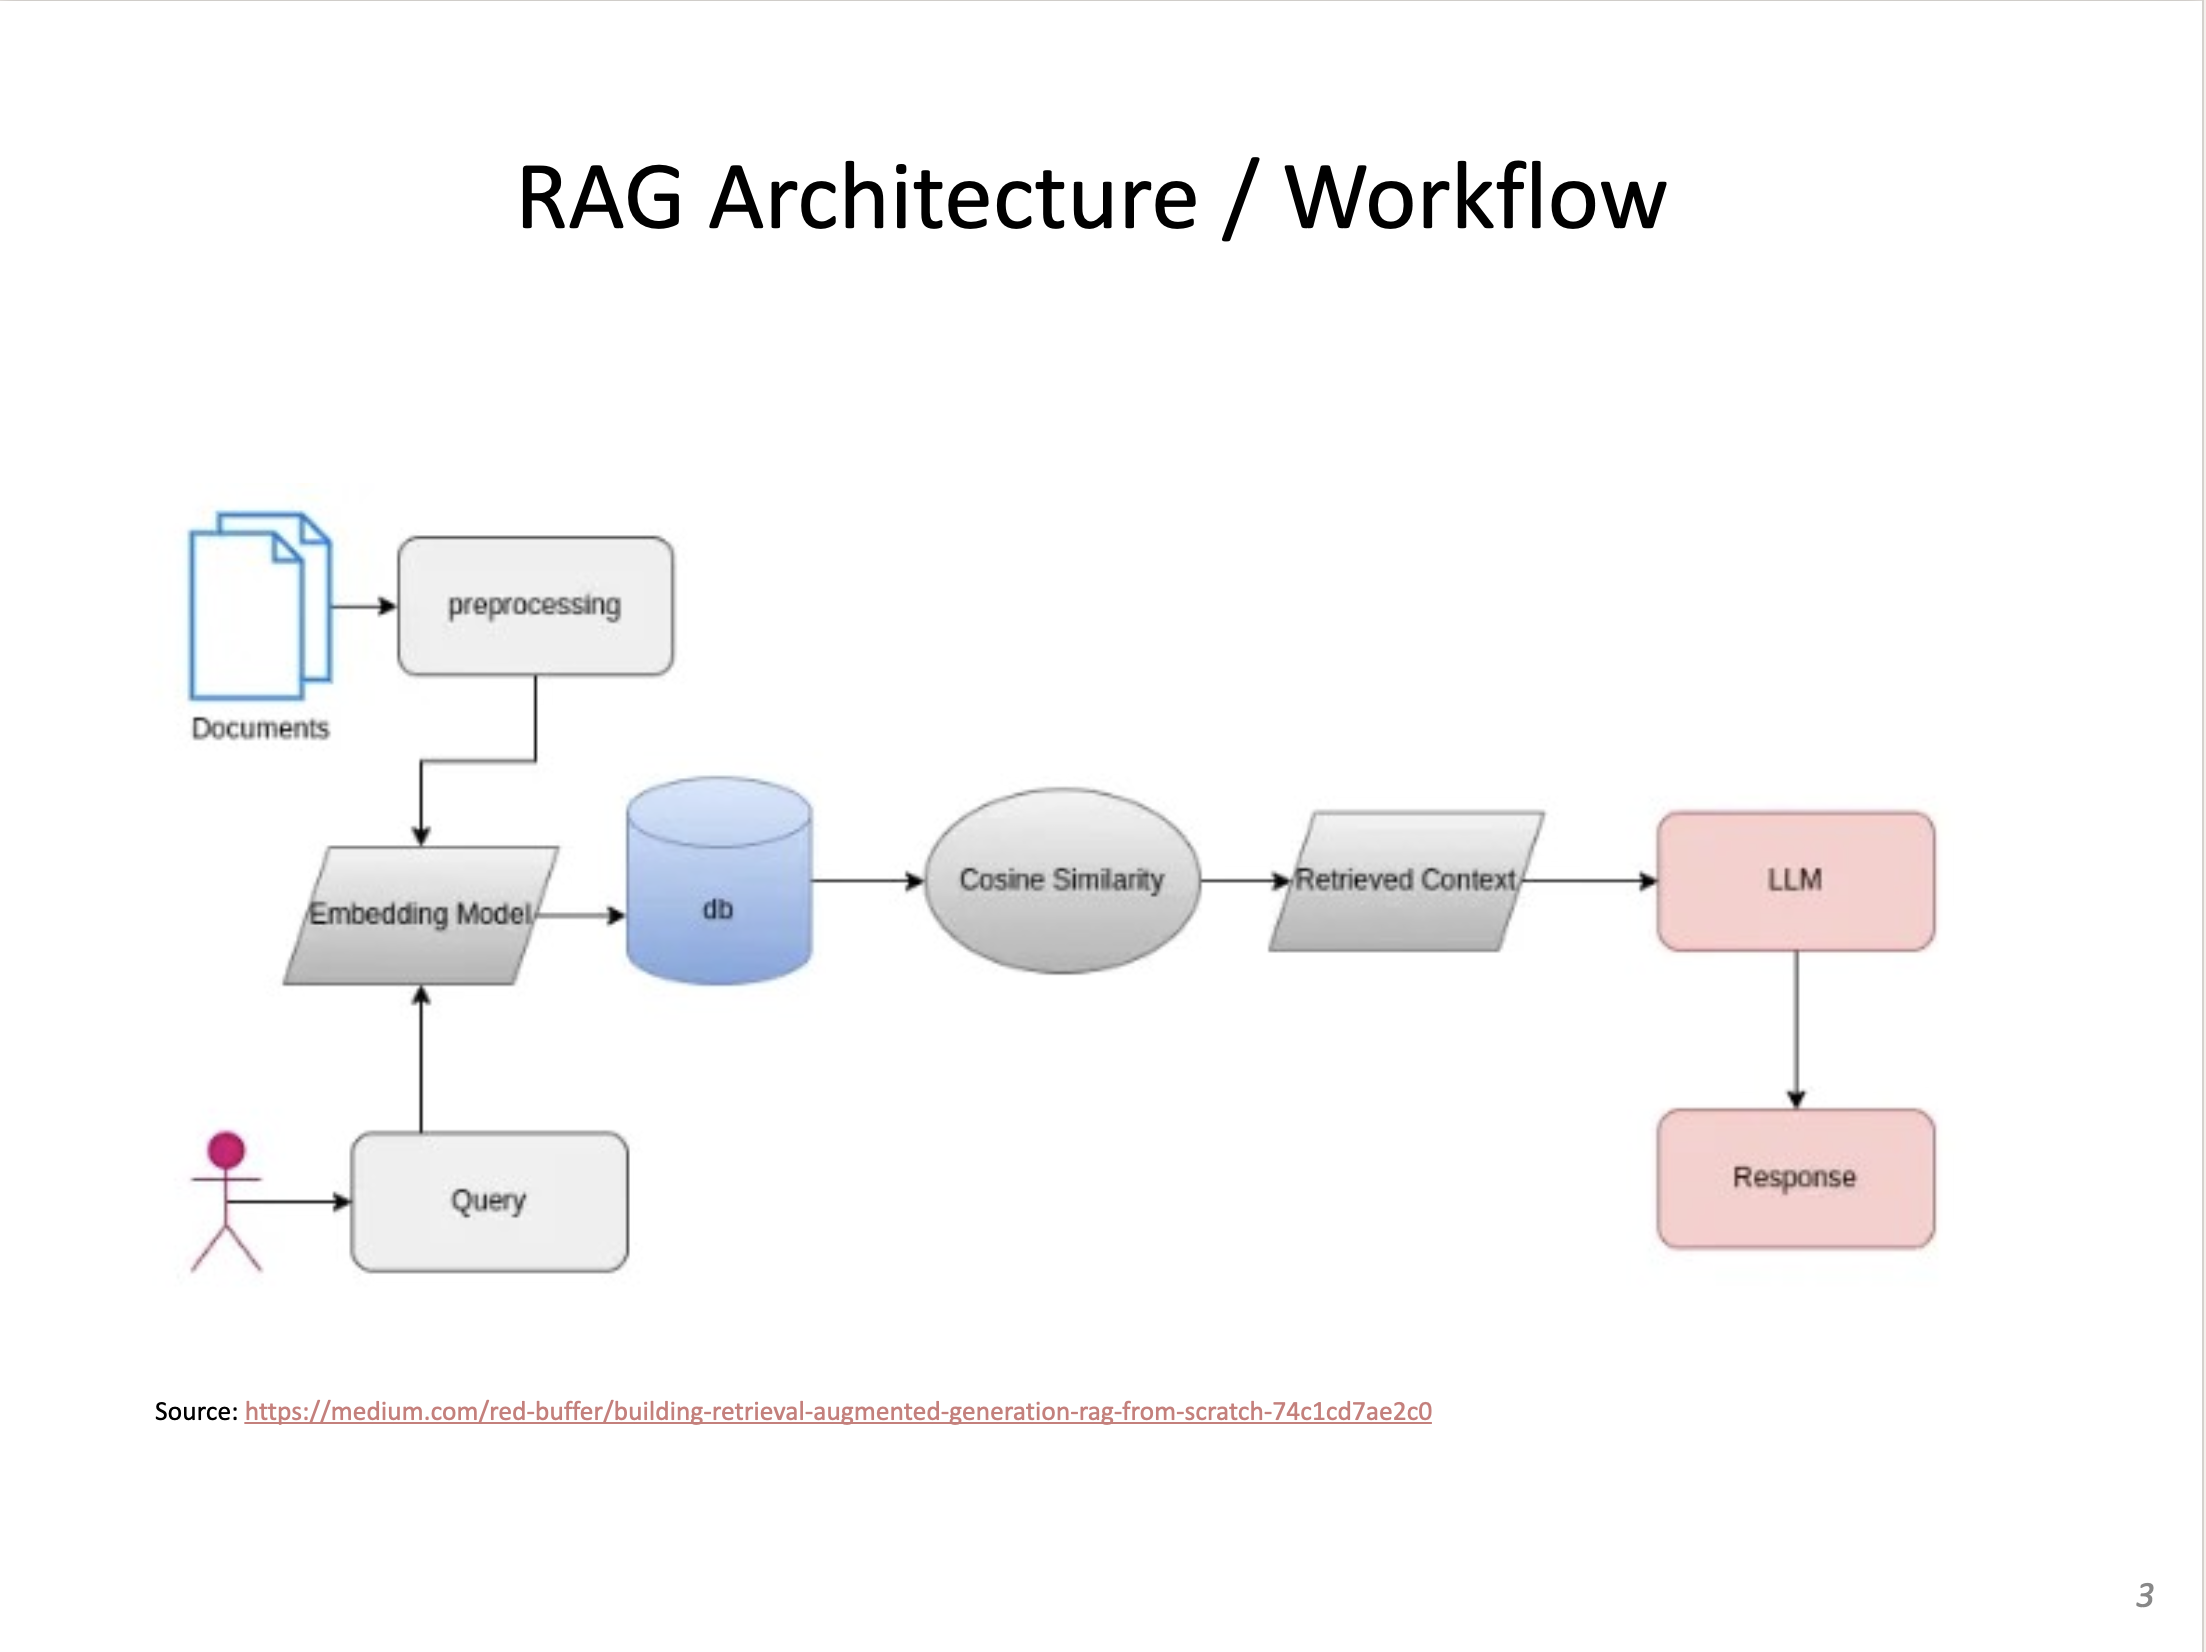 RAG Architecture / Workflow
preprocessing
Documents
Embedding Model
db
Cosine Similarity
Retrieved Context
LLM
Query
Response
Source: https://medium.com/red-buffer/building-retrieval-augmented-generation-rag-from-scratch-74c1cd7ae2c0
3